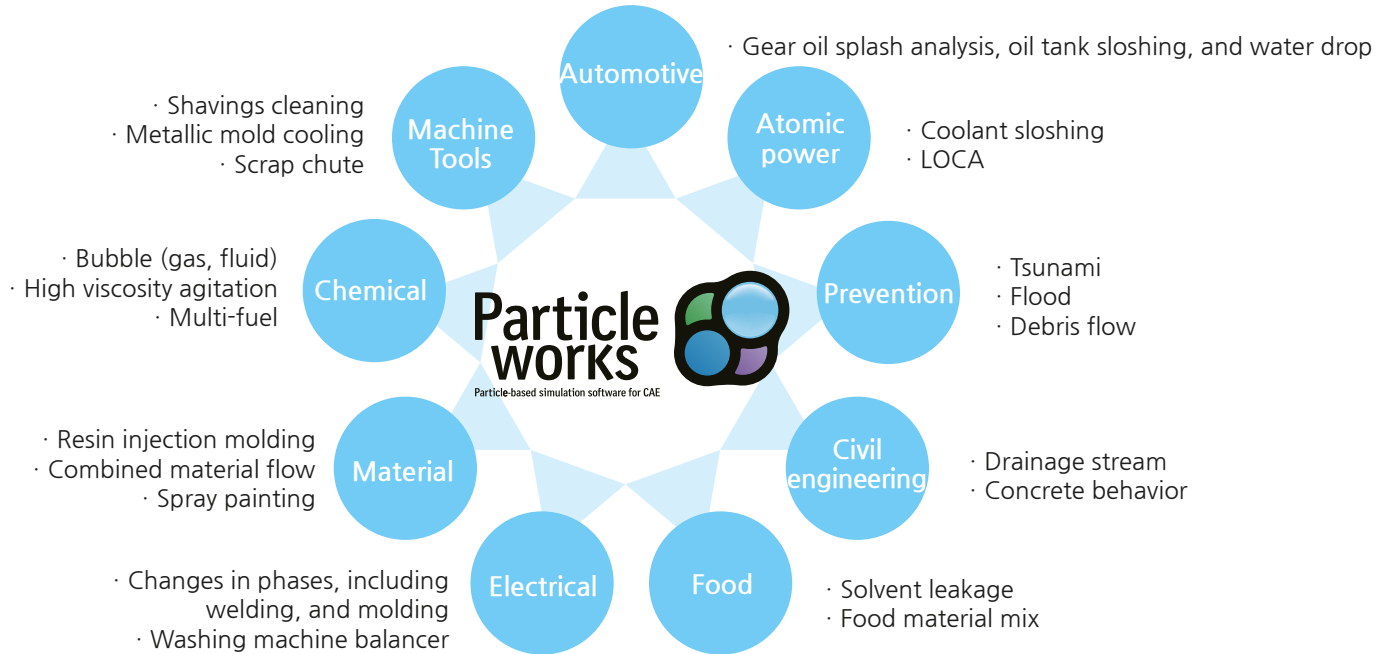 Automotive
· Gear oil splash analysis, oil tank sloshing, and water drop
Atomic
power
· Coolant sloshing
· LOCA
Prevention
· Tsunami
· Flood
· Debris flow
Civil
engineering
· Drainage stream
· Concrete behavior
Food
· Solvent leakage
· Food material mix
Electrical
· Changes in phases, including
welding, and molding
· Washing machine balancer
Material
· Resin injection molding
· Combined material flow
· Spray painting
Chemical
· Bubble (gas, fluid)
· High viscosity agitation
· Multi-fuel
Machine
Tools
· Shavings cleaning
· Metallic mold cooling
· Scrap chute
Particle
works
Particle-based simulation software for CAE